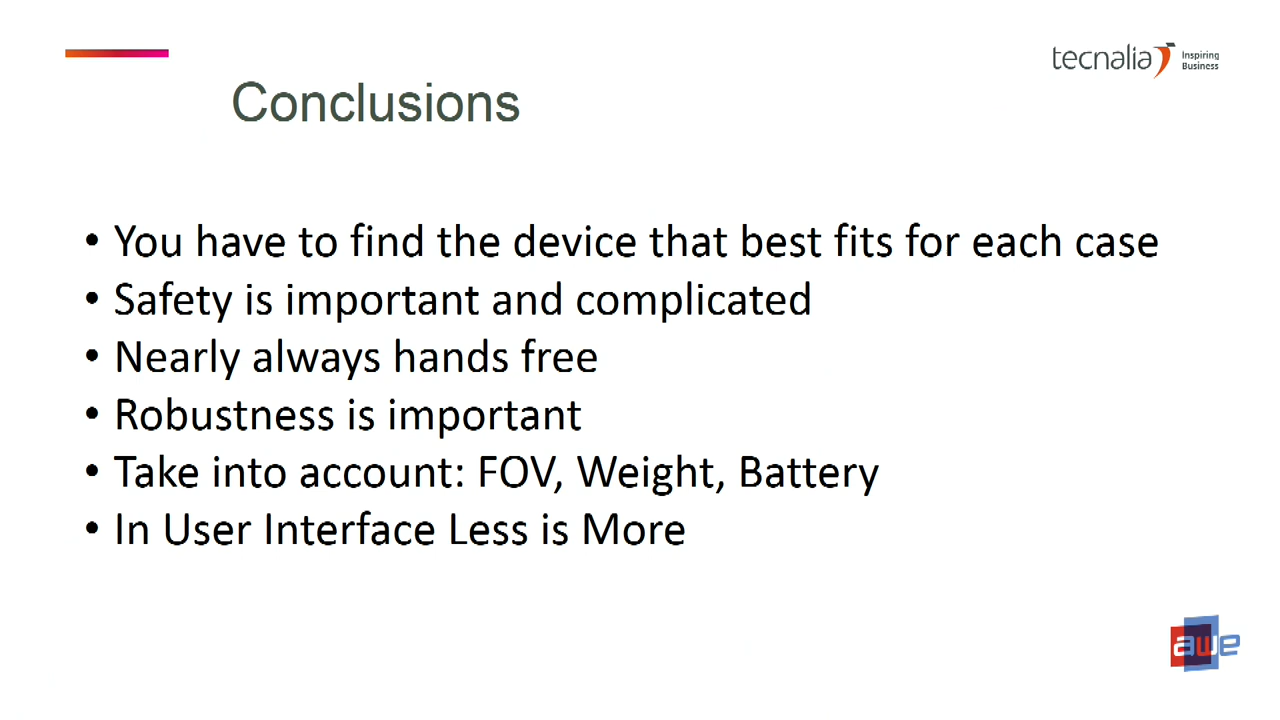 tecnalia Inspiring
Business
Conclusions
• You have to find the device that best fits for each case
• Safety is important and complicated
• Nearly always hands free
• Robustness is important
• Take into account: FOV, Weight, Battery
• In User Interface Less is More
awe